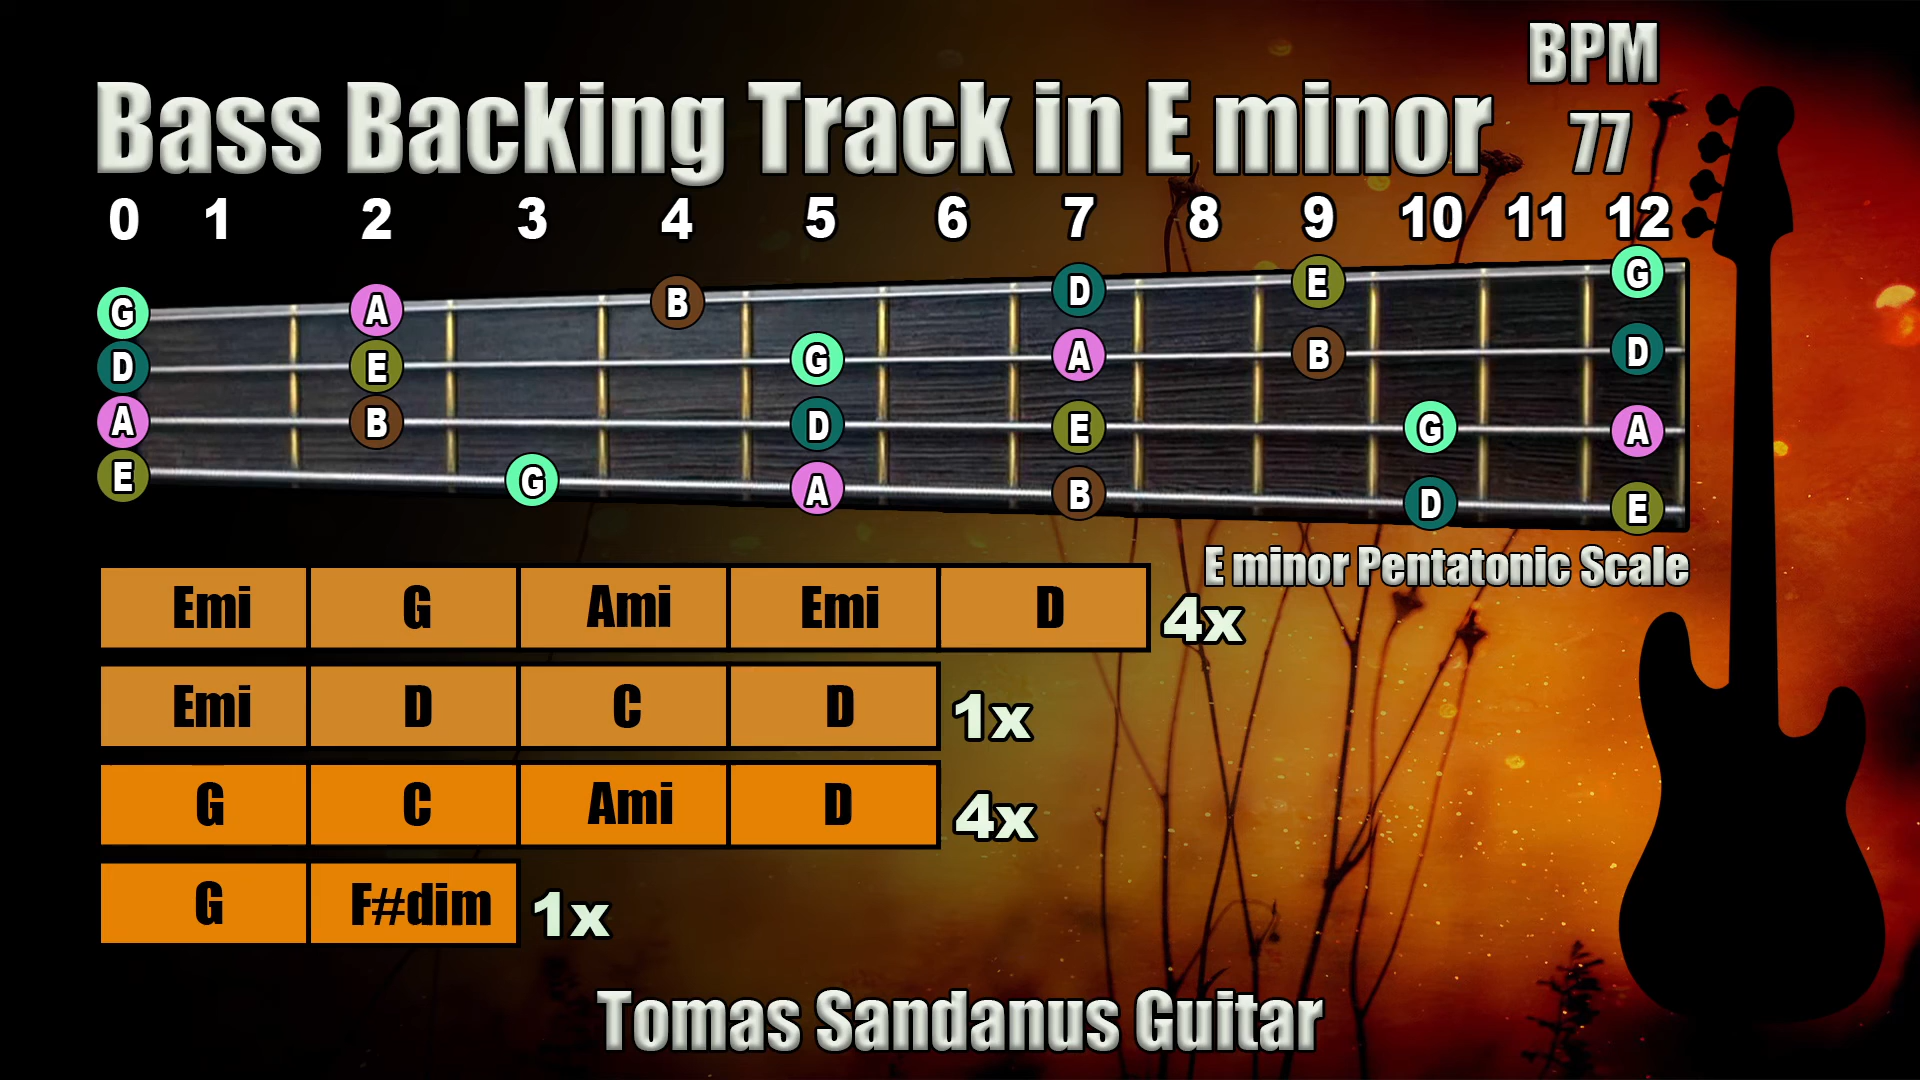 BPM
Bass Backing Track in E minor 77
0 1 2 3 4 5 6 7 8 9 10 11 12
G A B D E G
D E G A B D
A B D E G A
E G A B D E
E minor Pentatonic Scale
Emi G Ami Emi D 4x
Emi D C D 1x
G C Ami D 4x
G F#dim 1x
Tomas Sandanus Guitar